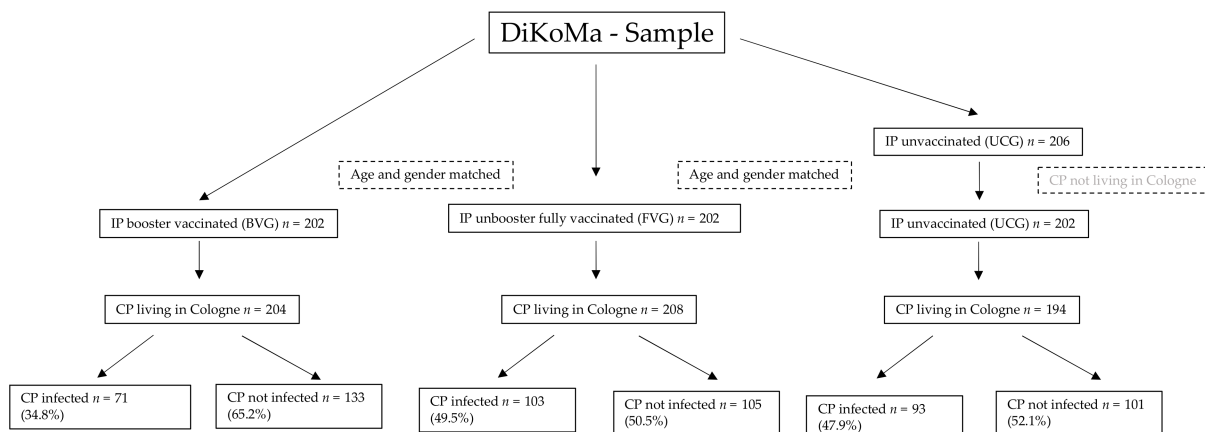 DiKoMa - Sample
IP unvaccinated (UCG) n = 206
Age and gender matched
Age and gender matched
CP not living in Cologne
IP booster vaccinated (BVG) n = 202
IP unbooster fully vaccinated (FVG) n = 202
IP unvaccinated (UCG) n = 202
CP living in Cologne n = 204
CP living in Cologne n = 208
CP living in Cologne n = 194
CP infected n = 71
(34.8%)
CP not infected n = 133
(65.2%)
CP infected n = 103
(49.5%)
CP not infected n = 105
(50.5%)
CP infected n = 93
(47.9%)
CP not infected n = 101
(52.1%)